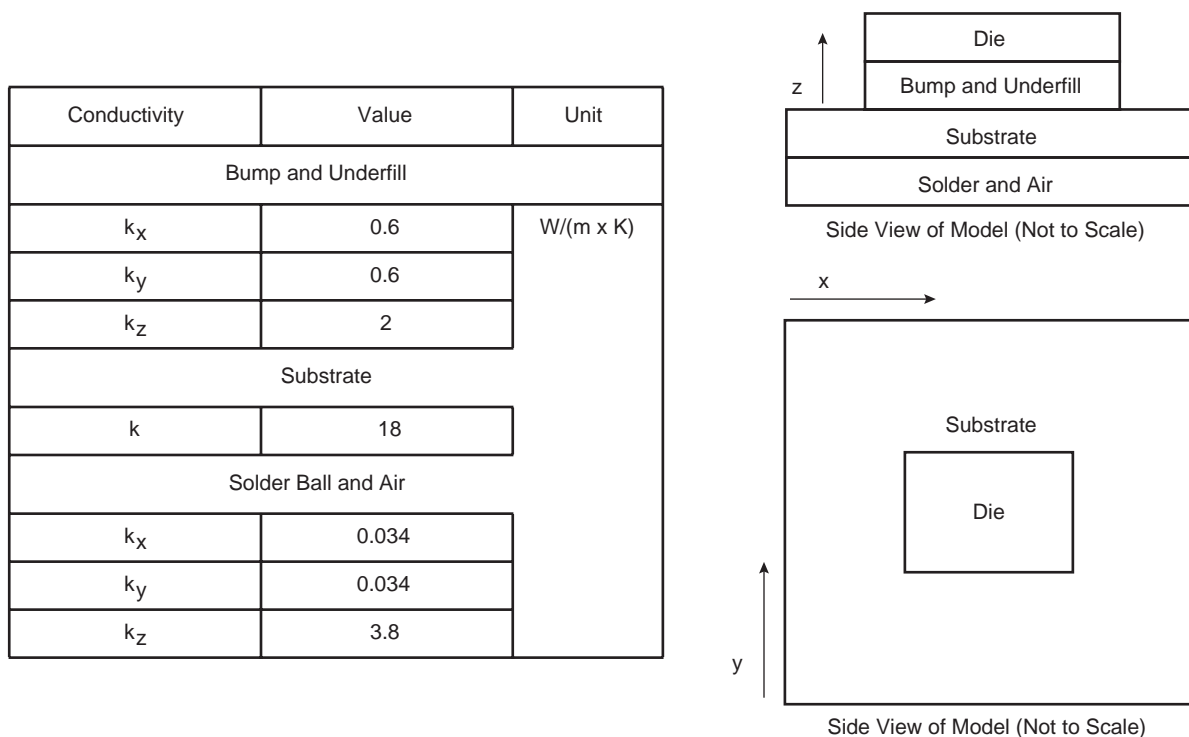 Conductivity Value Unit
Bump and Underfill
kx 0.6 W/(m x K)
ky 0.6
kz 2
Substrate
k 18
Solder Ball and Air
kx 0.034
ky 0.034
kz 3.8
Die
z
Bump and Underfill
Substrate
Solder and Air
Side View of Model (Not to Scale)
x
Substrate
Die
y
Side View of Model (Not to Scale)